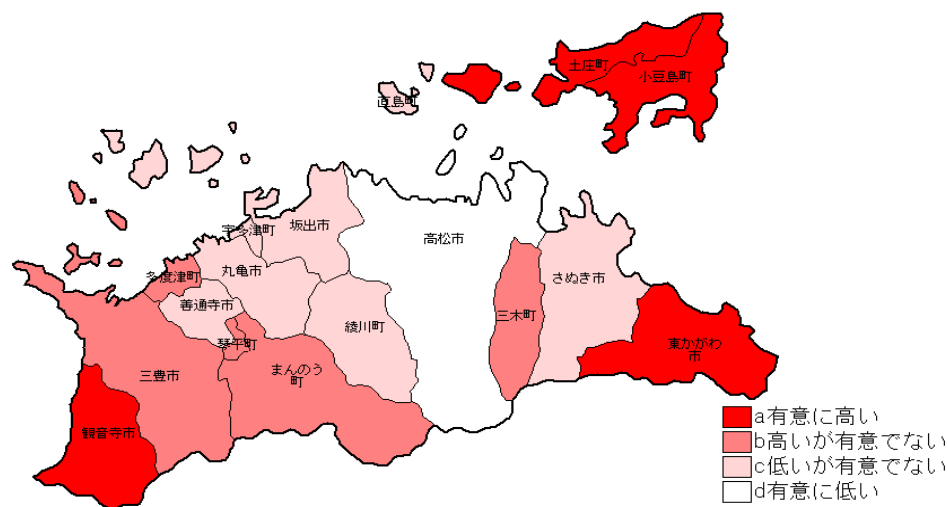 土庄町
小豆島町
直島町
宇多津町
坂出市
高松市
多度津町
丸亀市
さぬき市
善通寺市
綾川町
三木町
琴平町
東かがわ
市
三豊市
まんのう
町
観音寺市
a有意に高い
b高いが有意でない
c低いが有意でない
d有意に低い